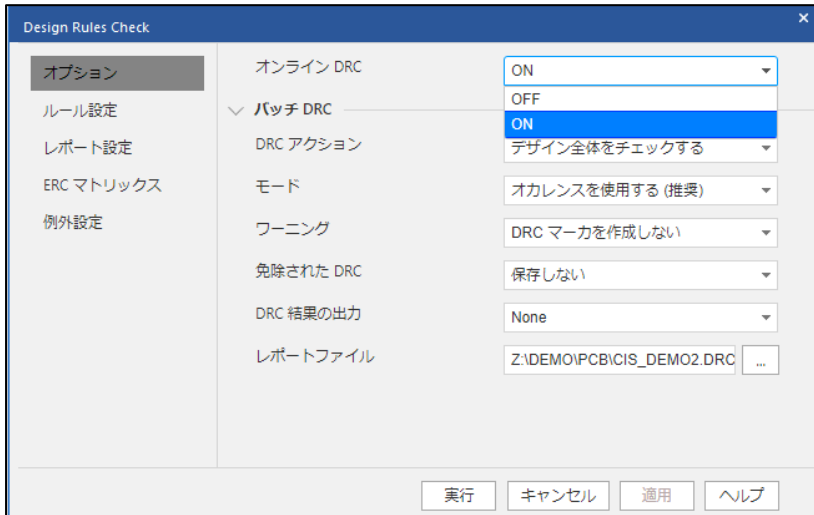 Design Rules Check
×
オプション
ルール設定
レポート設定
ERC マトリックス
例外設定
オンライン DRC
ON
OFF
ON
バッチ DRC
DRC アクション
デザイン全体をチェックする
モード
オカレンスを使用する (推奨)
ワーニング
DRC マーカを作成しない
免除された DRC
保存しない
DRC 結果の出力
None
レポートファイル
Z:\DEMO\PCB\CIS_DEMO2.DRC
...
実行
キャンセル
適用
ヘルプ